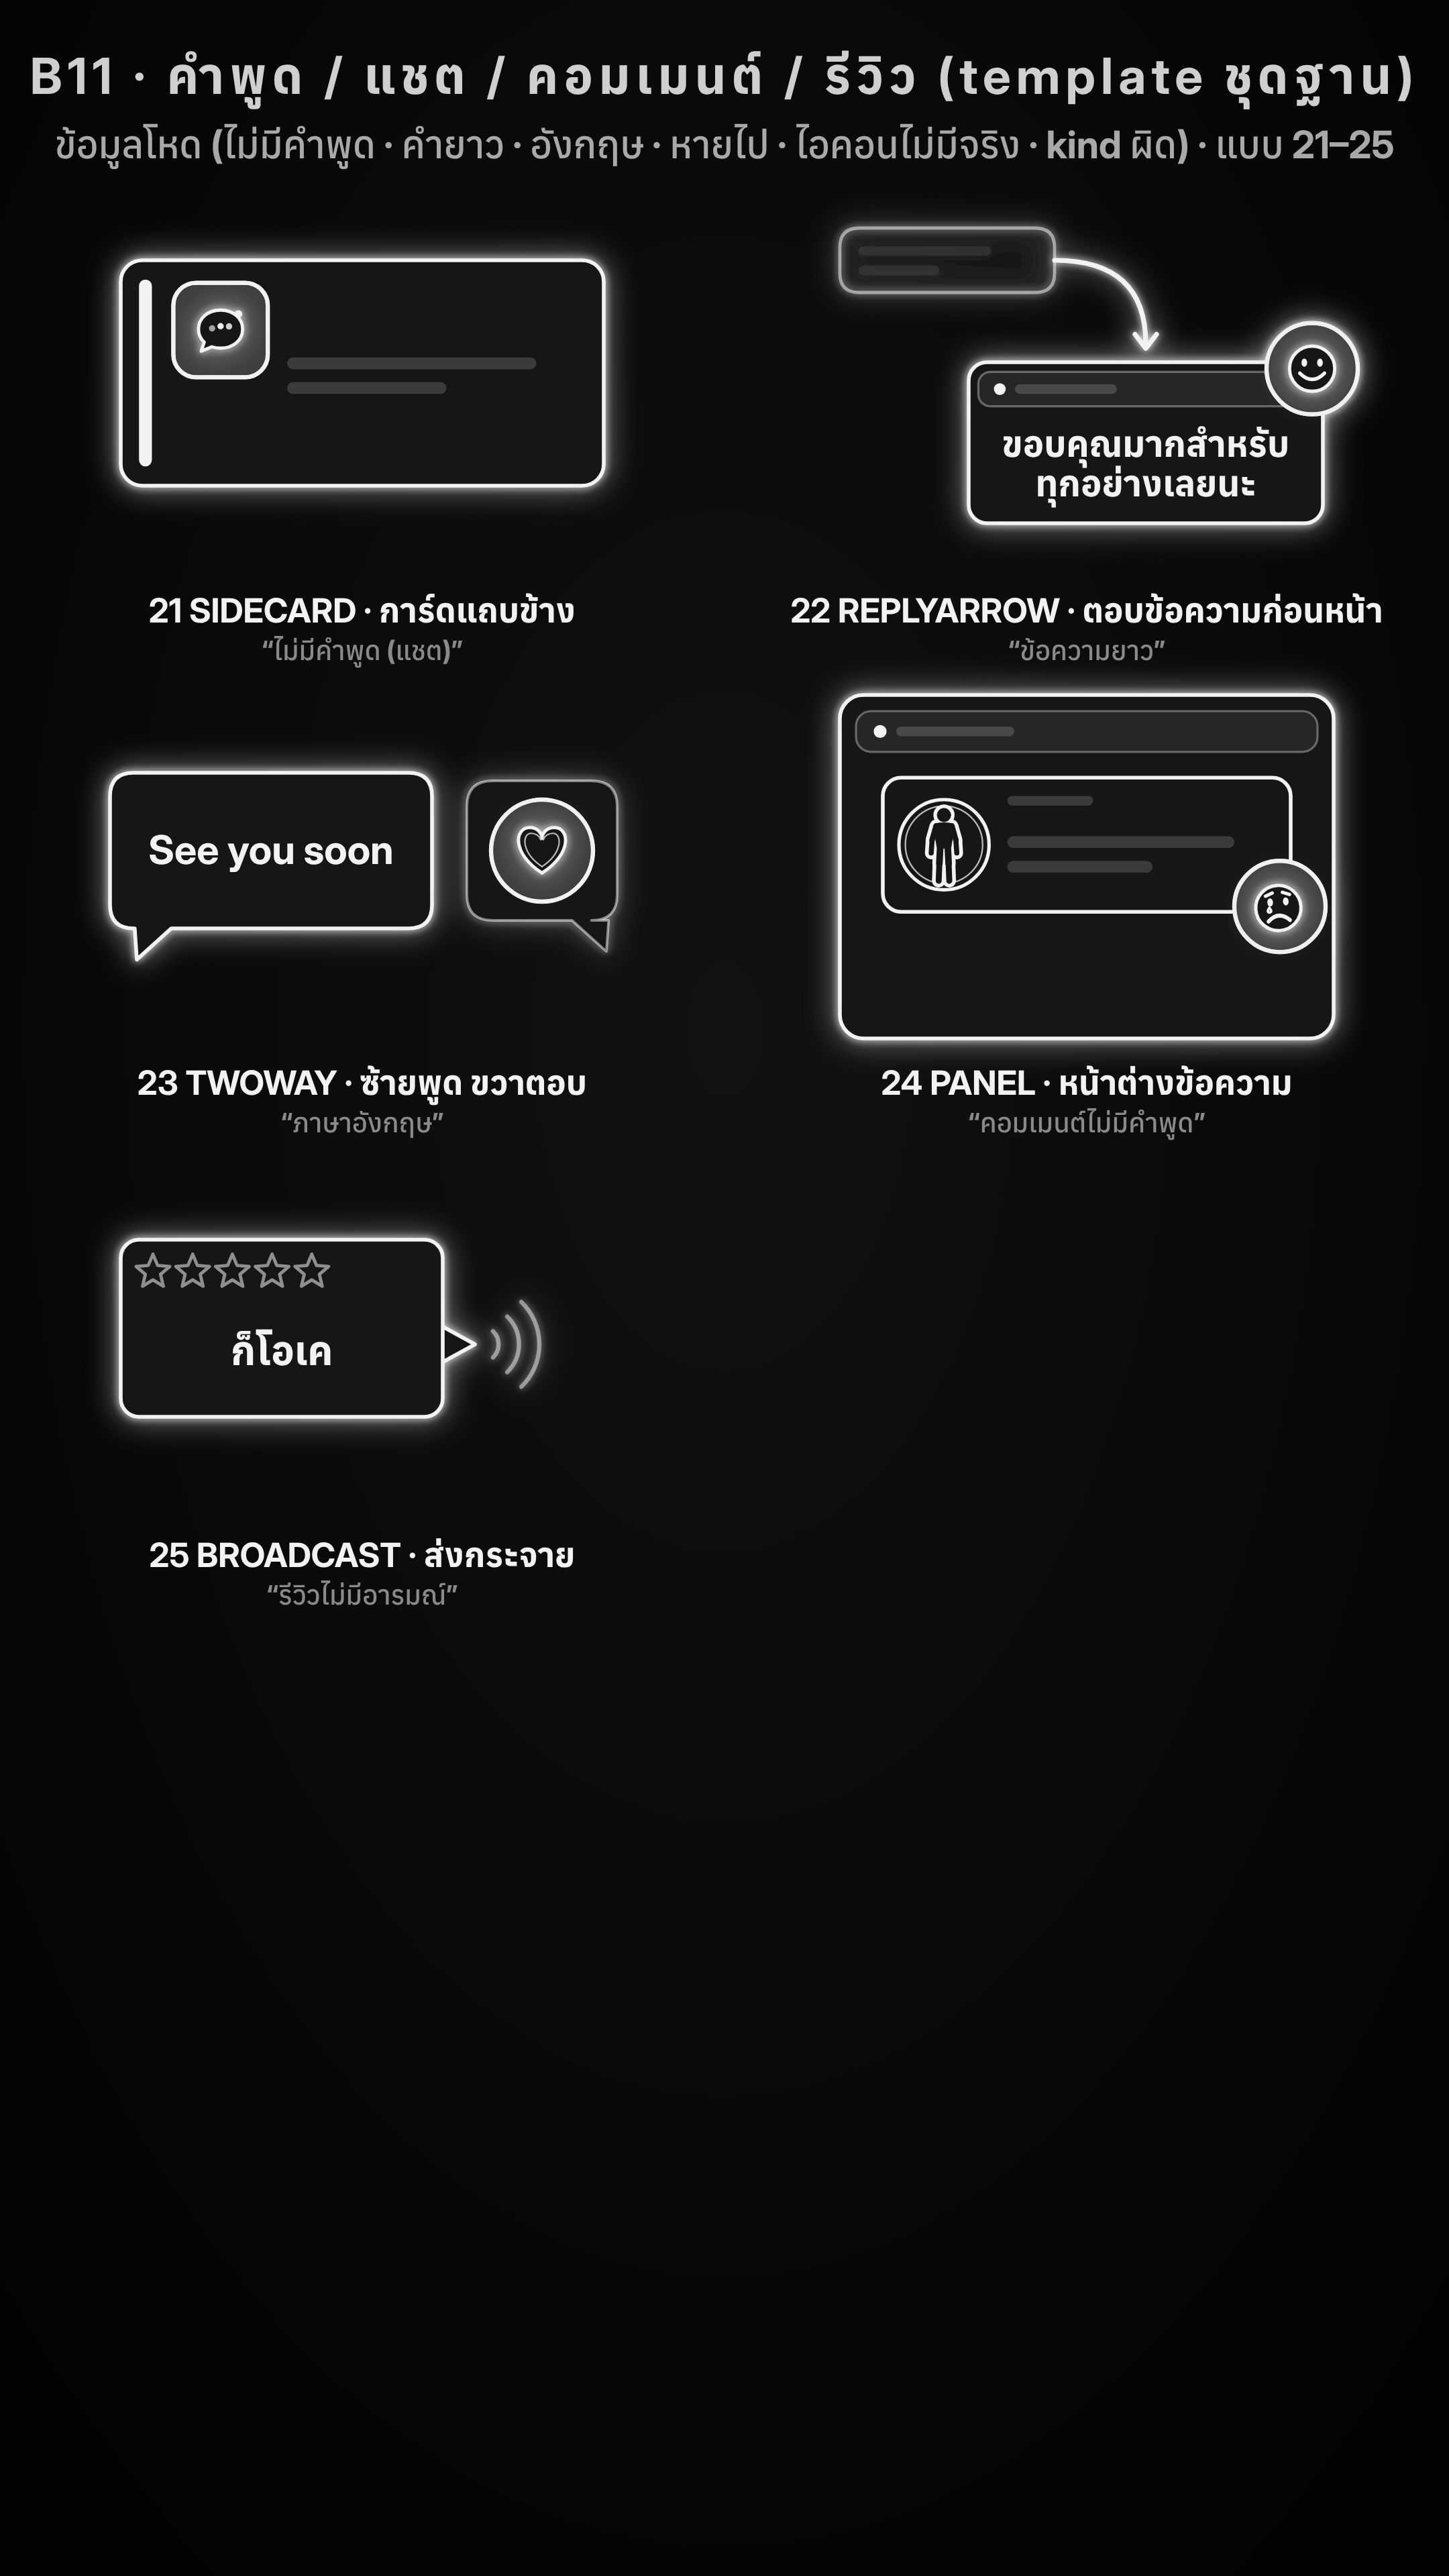 B11 · คำพูด / แชต / คอมเมนต์ / รีวิว (template ชุดฐาน)
ข้อมูลโหด (ไม่มีคำพูด · คำยาว · อังกฤษ · หายไป · ไอคอนไม่มีจริง · kind ผิด) · แบบ 21–25
ขอบคุณมากสำหรับ
ทุกอย่างเลยนะ
21 SIDECARD · การ์ดแถบข้าง
“ไม่มีคำพูด (แชต)”
22 REPLYARROW · ตอบข้อความก่อนหน้า
“ข้อความยาว”
See you soon
23 TWOWAY · ซ้ายพูด ขวาตอบ
“ภาษาอังกฤษ”
24 PANEL · หน้าต่างข้อความ
“คอมเมนต์ไม่มีคำพูด”
ก็โอเค
25 BROADCAST · ส่งกระจาย
“รีวิวไม่มีอารมณ์”